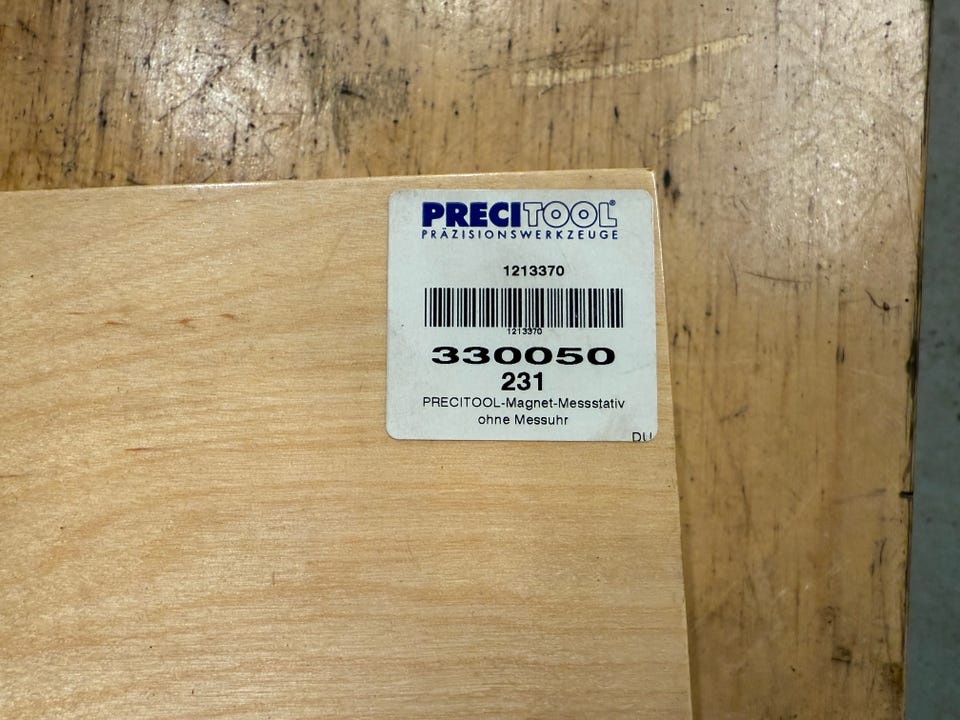 PRECITOOL®
PRÄZISIONSWERKZEUGE
1213370
1213370
330050
231
PRECITOOL-Magnet-Messstativ
ohne Messuhr
DU